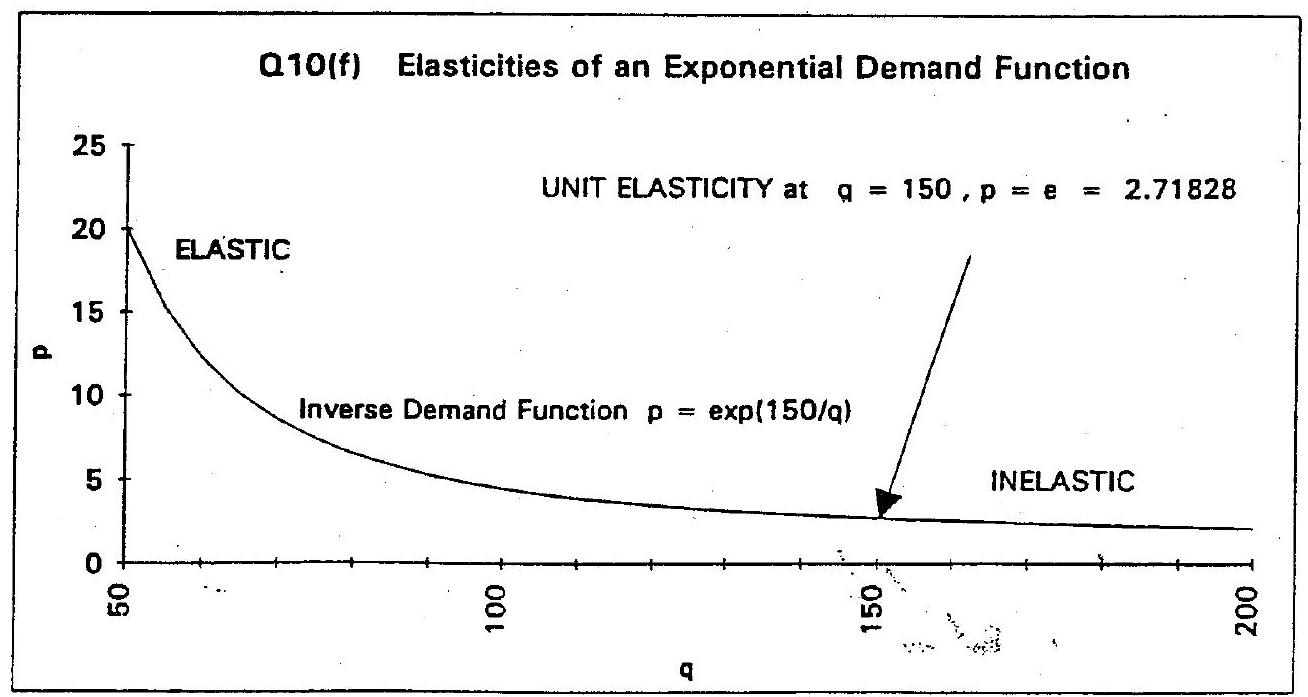 Q10(f) Elasticities of an Exponential Demand Function
25
UNIT ELASTICITY at q = 150 , p = e = 2.71828
20
ELASTIC
15
p
10
Inverse Demand Function p = exp(150/q)
5
INELASTIC
0
50
100
150
200
q